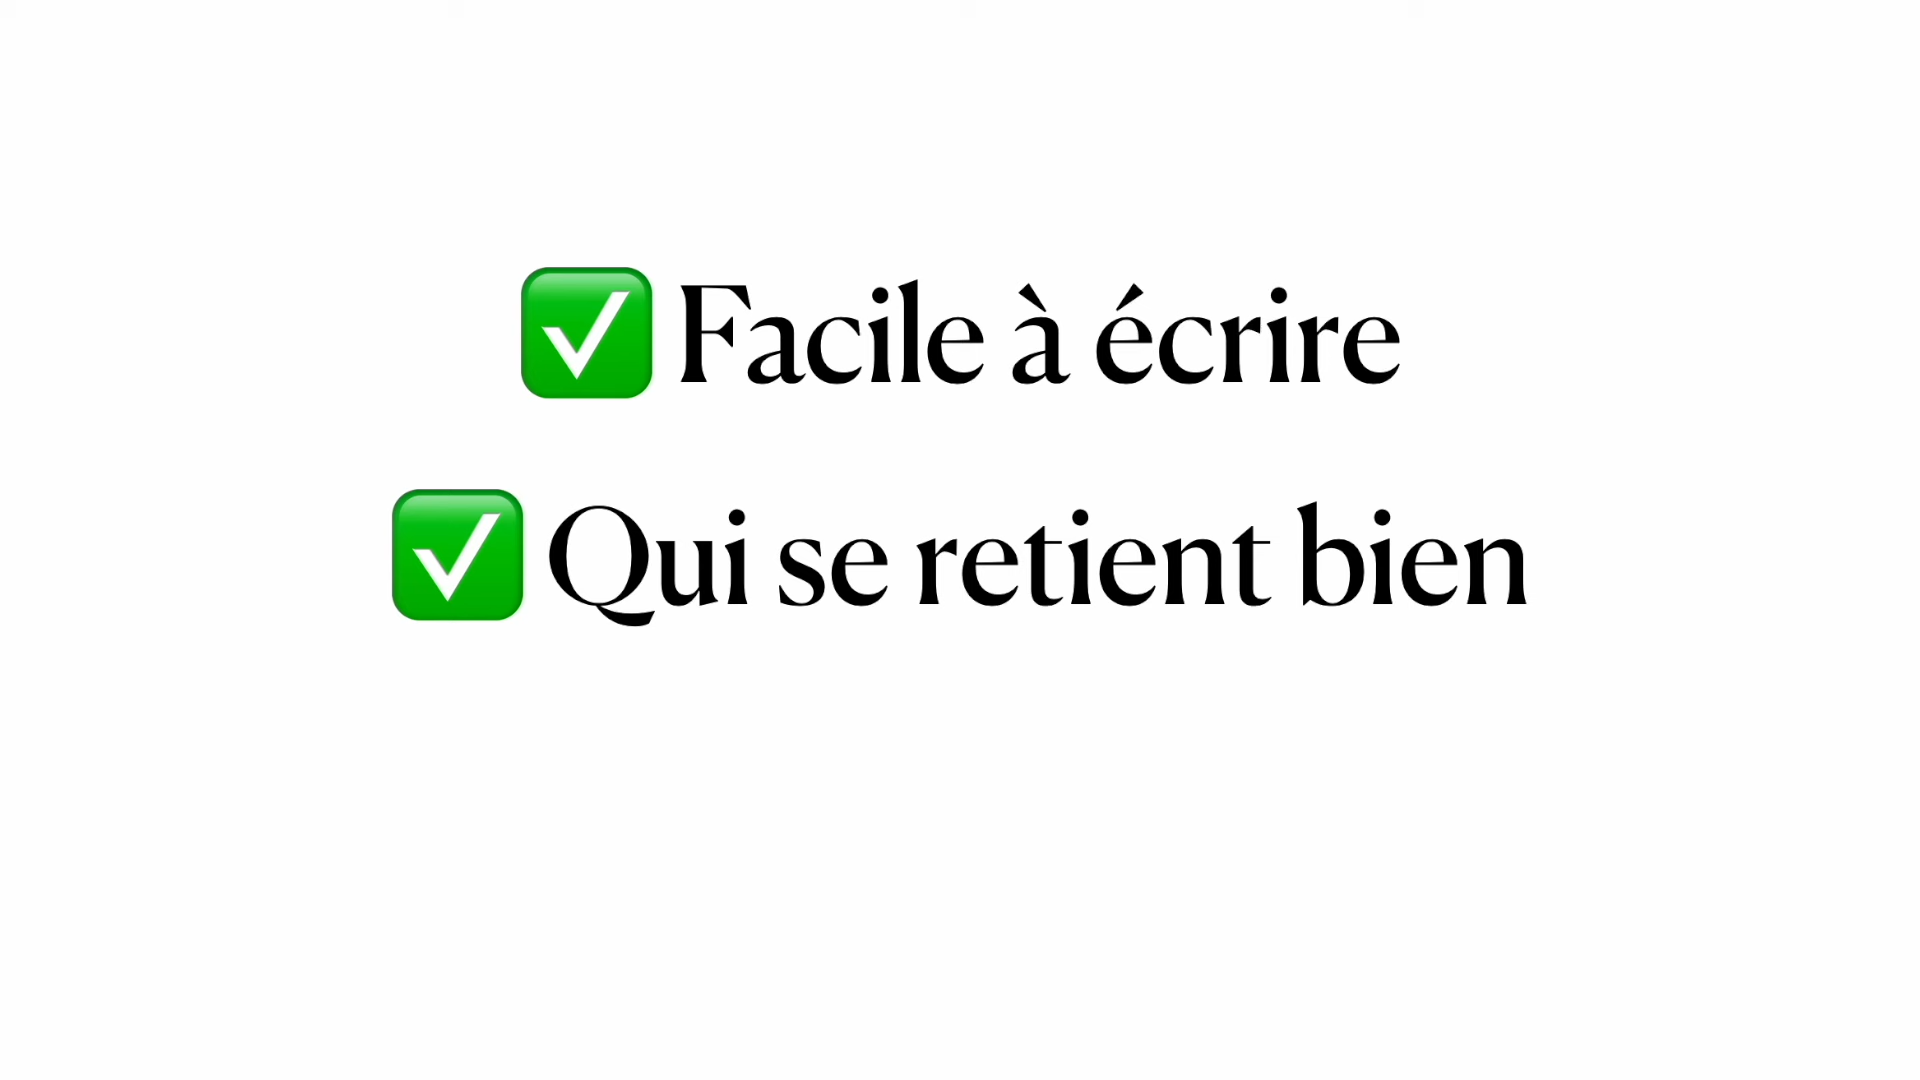 ✅ Facile à écrire
✅ Qui se retient bien